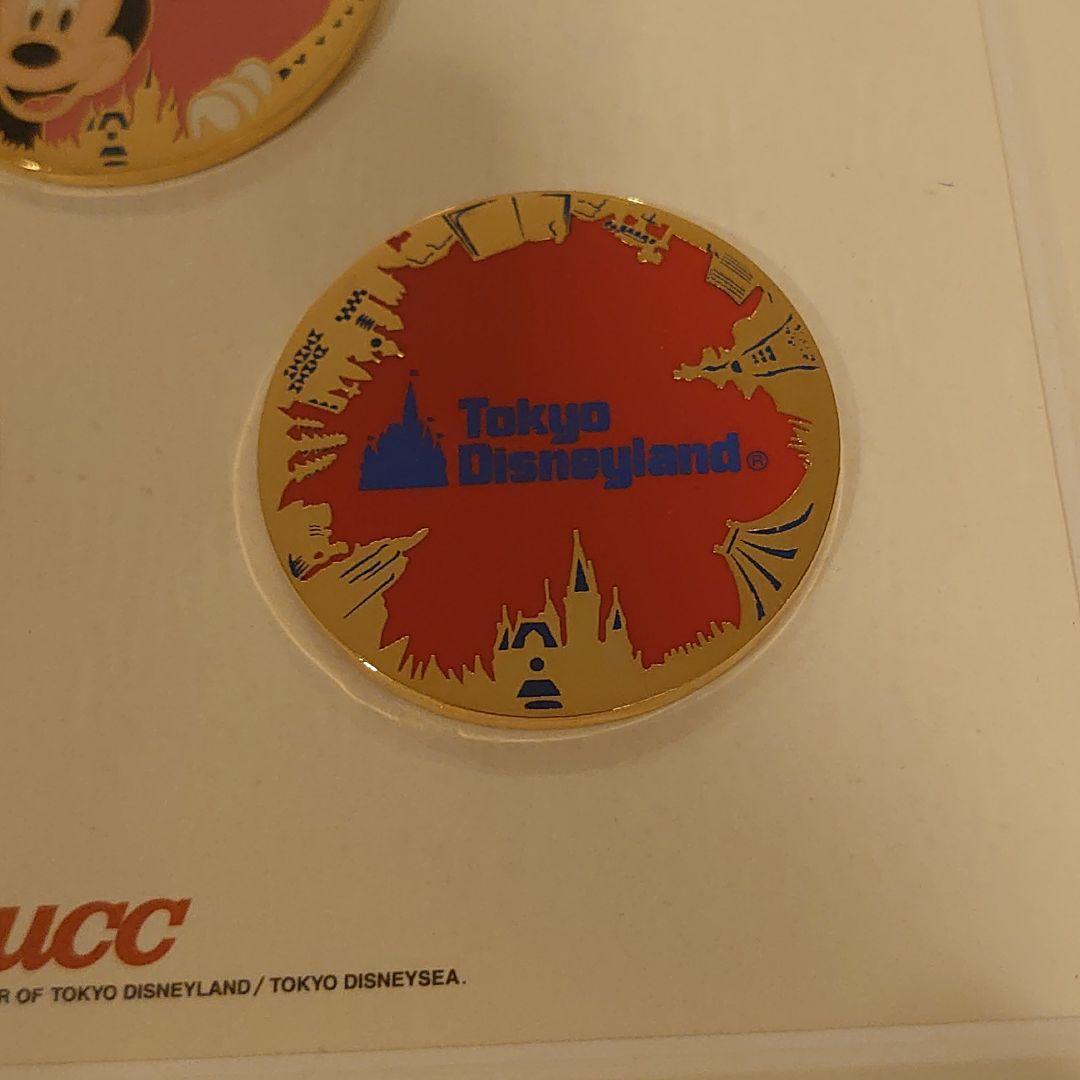 Tokyo
Disneyland®
ucc
R OF TOKYO DISNEYLAND / TOKYO DISNEYSEA.